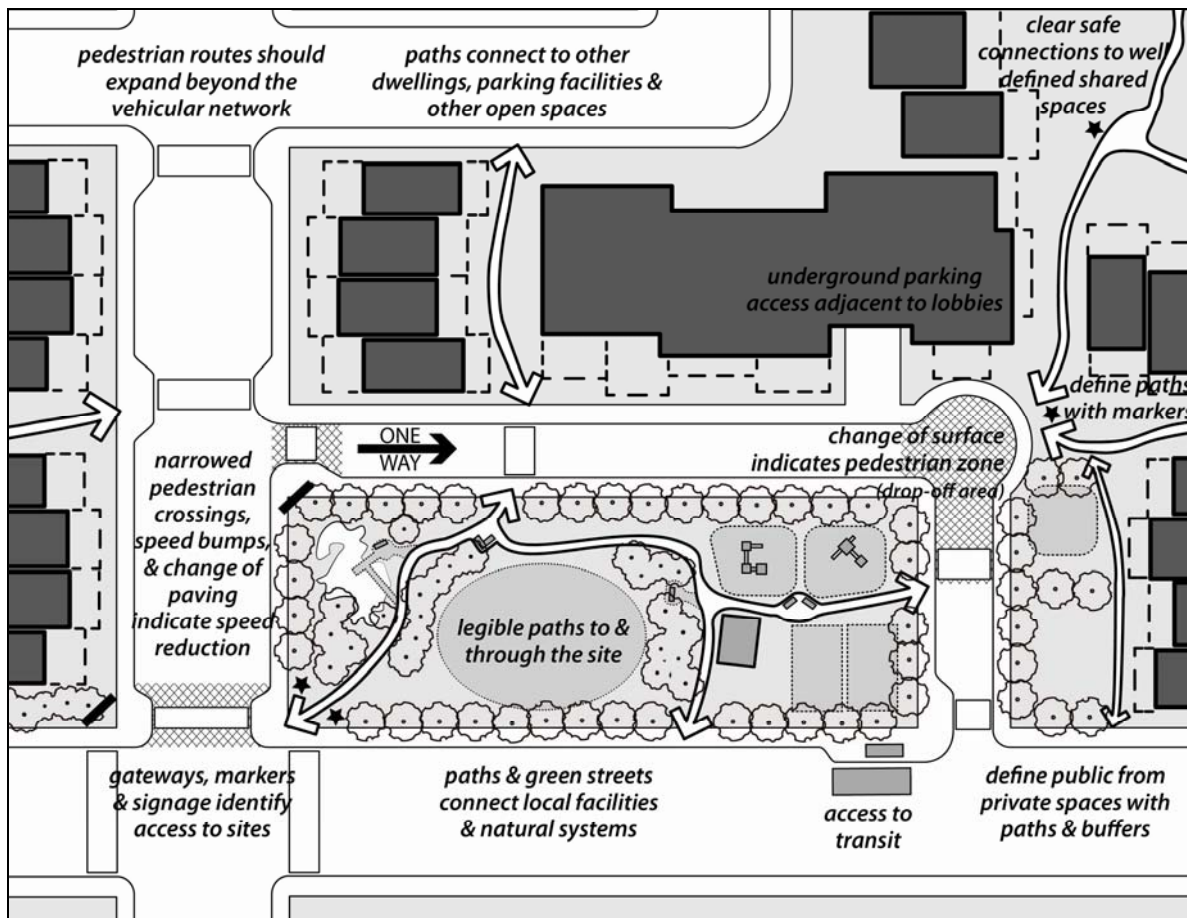 pedestrian routes should
expand beyond the
vehicular network
paths connect to other
dwellings, parking facilities &
other open spaces
clear safe
connections to well
defined shared
spaces
underground parking
access adjacent to lobbies
define paths
with markers
ONE
WAY
change of surface
indicates pedestrian zone
(drop-off area)
narrowed
pedestrian
crossings,
speed bumps,
& change of
paving
indicate speed
reduction
legible paths to &
through the site
gateways, markers
& signage identify
access to sites
paths & green streets
connect local facilities
& natural systems
access to
transit
define public from
private spaces with
paths & buffers